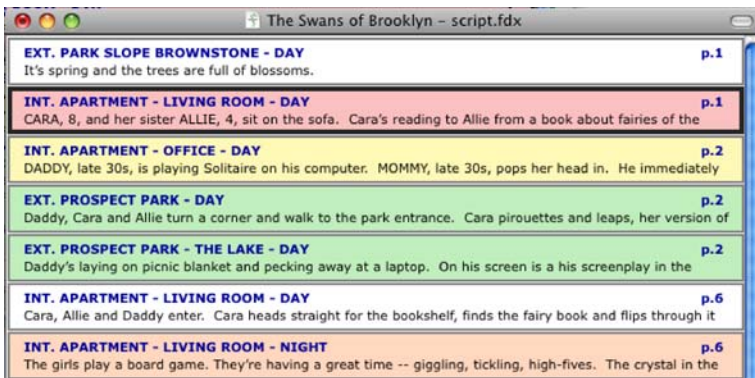 The Swans of Brooklyn - script.fdx
EXT. PARK SLOPE BROWNSTONE - DAY p.1
It's spring and the trees are full of blossoms.
INT. APARTMENT - LIVING ROOM - DAY p.1
CARA, 8, and her sister ALLIE, 4, sit on the sofa. Cara's reading to Allie from a book about fairies of the
INT. APARTMENT - OFFICE - DAY p.2
DADDY, late 30s, is playing Solitaire on his computer. MOMMY, late 30s, pops her head in. He immediately
EXT. PROSPECT PARK - DAY p.2
Daddy, Cara and Allie turn a corner and walk to the park entrance. Cara pirouettes and leaps, her version of
EXT. PROSPECT PARK - THE LAKE - DAY p.2
Daddy's laying on picnic blanket and pecking away at a laptop. On his screen is a his screenplay in the
INT. APARTMENT - LIVING ROOM - DAY p.6
Cara, Allie and Daddy enter. Cara heads straight for the bookshelf, finds the fairy book and flips through it
INT. APARTMENT - LIVING ROOM - NIGHT p.6
The girls play a board game. They're having a great time -- giggling, tickling, high-fives. The crystal in the